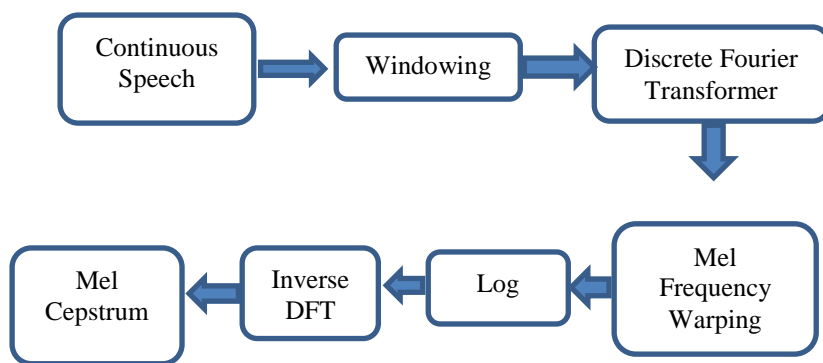 Continuous
Speech
Windowing
Discrete Fourier
Transformer
Mel
Frequency
Warping
Log
Inverse
DFT
Mel
Cepstrum